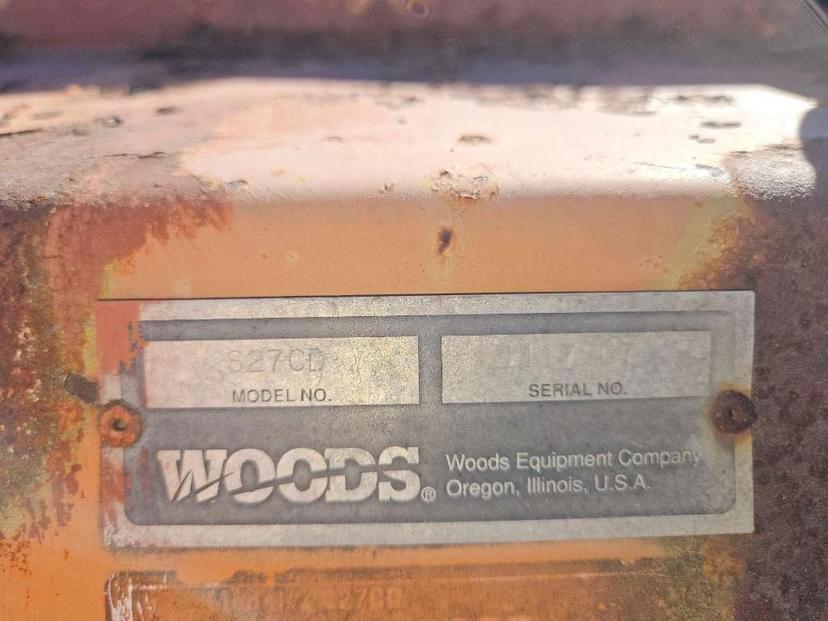 S27CD
MODEL NO.
SERIAL NO.
WOODS®
Woods Equipment Company
Oregon, Illinois, U.S.A.